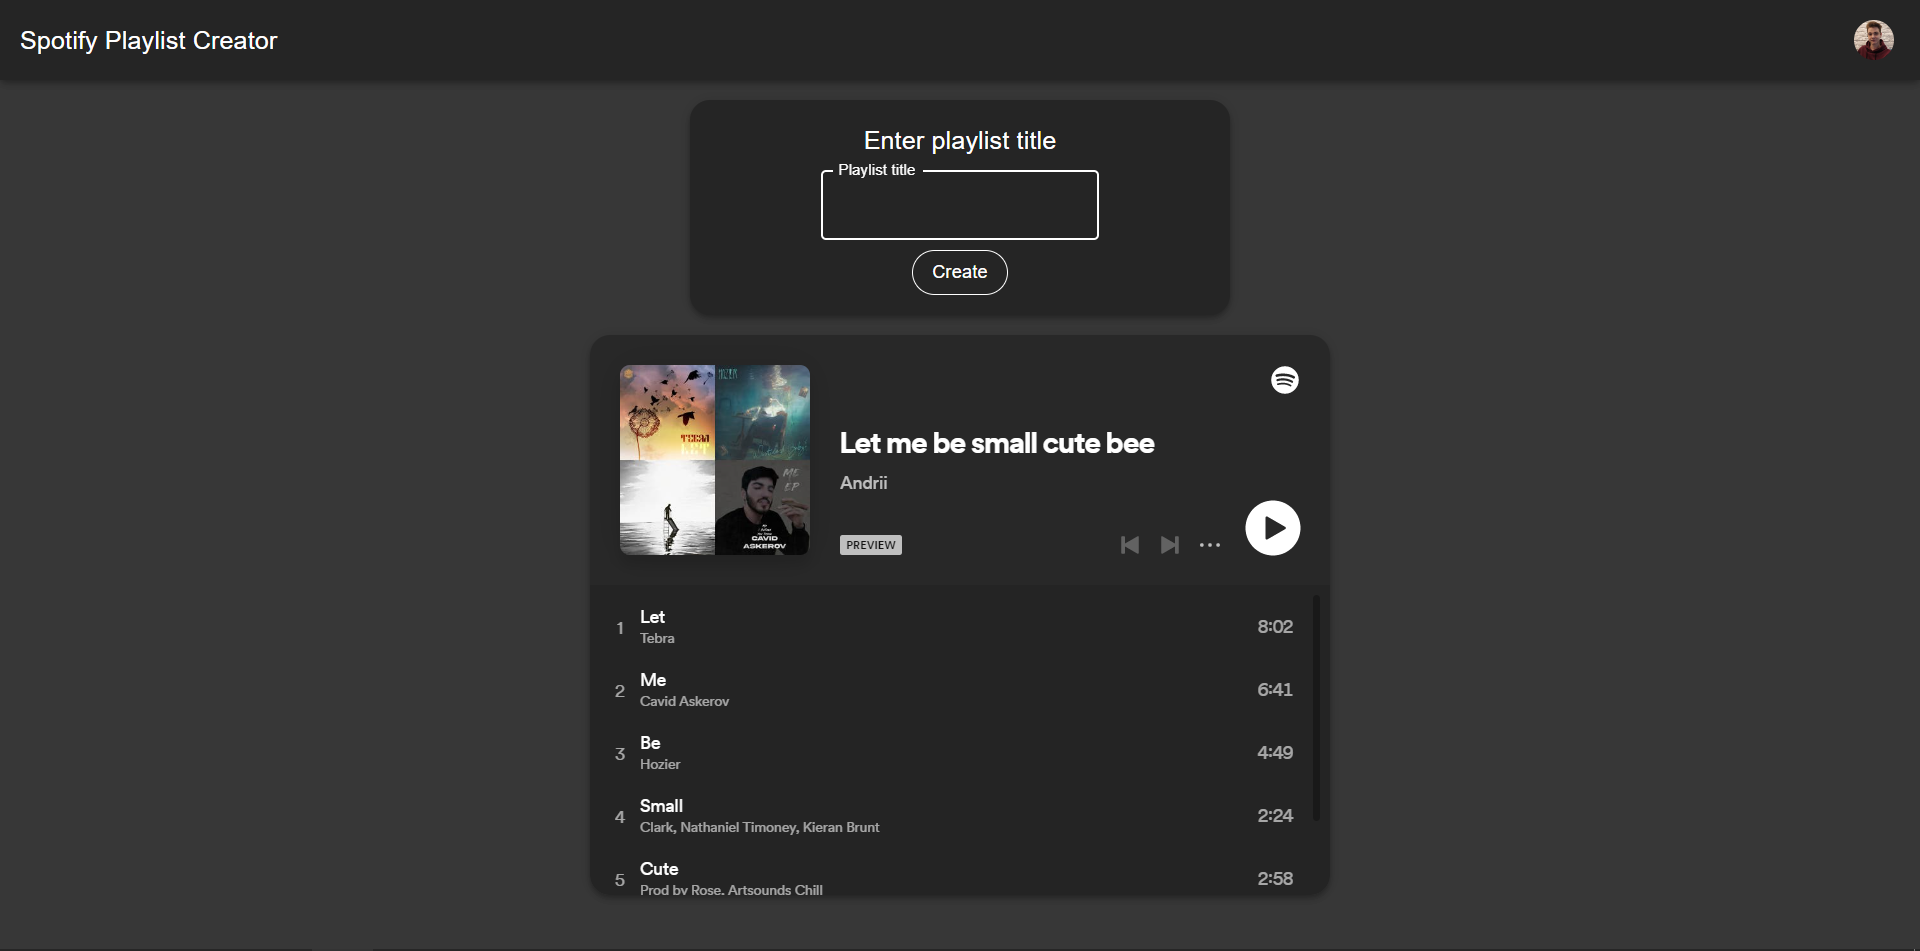 Spotify Playlist Creator
Enter playlist title
Playlist title
Create
HOZIER
TEBRA
LET
ME
EP
CAVID
ASKEROV
Let me be small cute bee
Andrii
PREVIEW
1 Let 8:02
Tebra
2 Me 6:41
Cavid Askerov
3 Be 4:49
Hozier
4 Small 2:24
Clark, Nathaniel Timoney, Kieran Brunt
5 Cute 2:58
Prod by Rose, Artsounds Chill